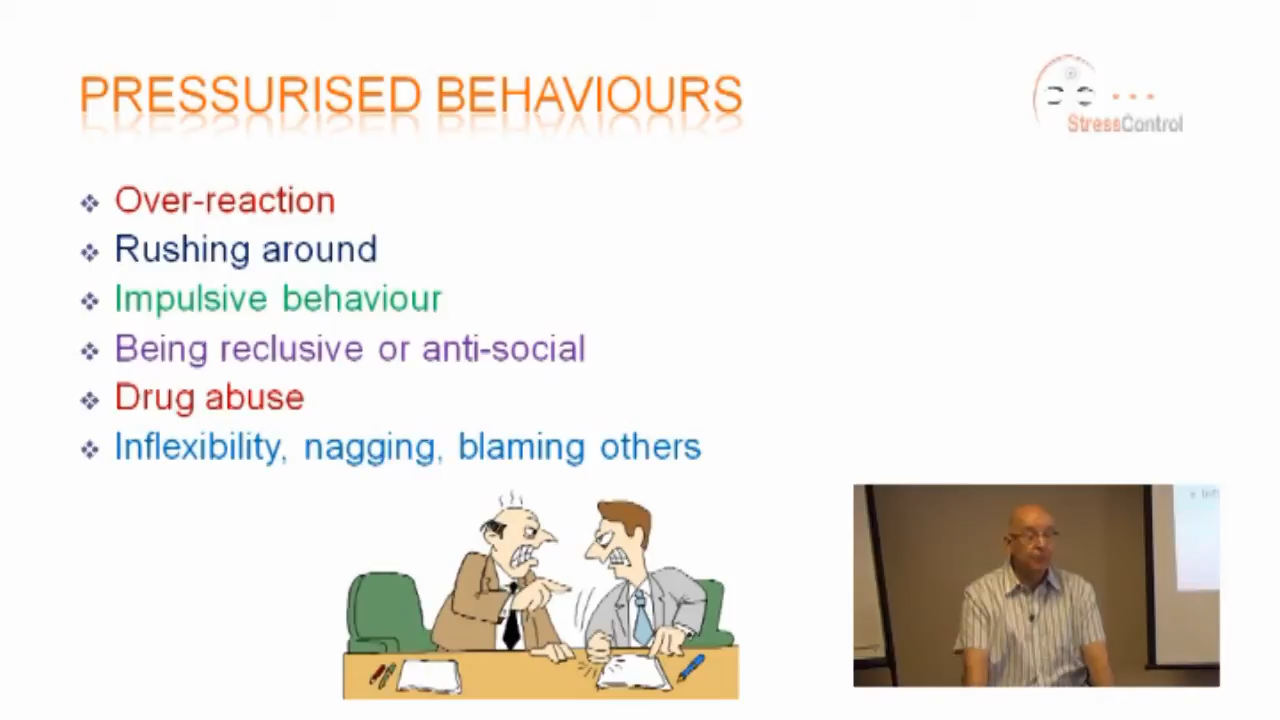 PRESSURISED BEHAVIOURS
StressControl
Over-reaction
Rushing around
Impulsive behaviour
Being reclusive or anti-social
Drug abuse
Inflexibility, nagging, blaming others